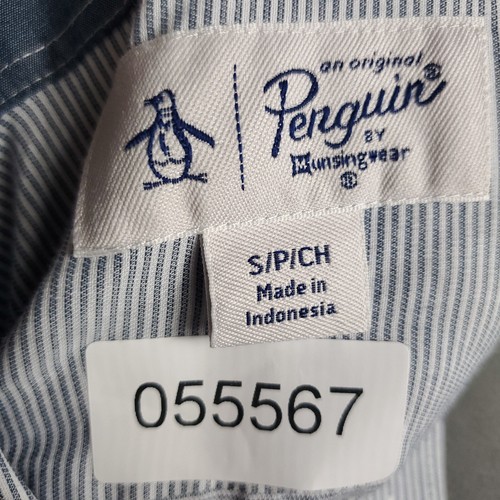 an original
Penguin®
BY
Munsingwear
®
S/P/CH
Made in
Indonesia
055567